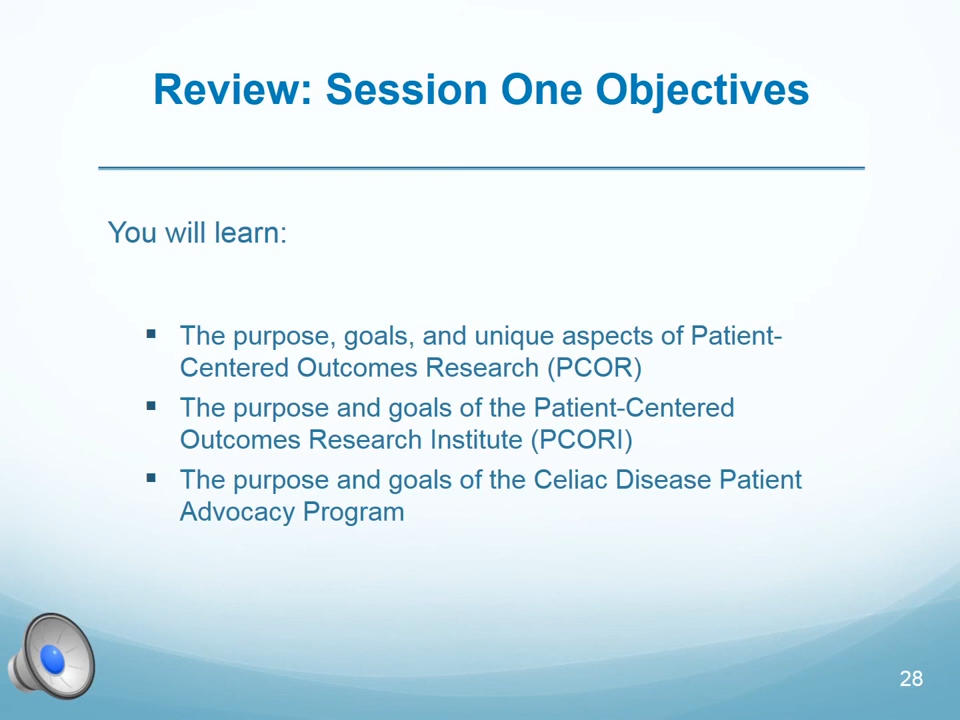 Review: Session One Objectives
You will learn:
▪ The purpose, goals, and unique aspects of Patient-
Centered Outcomes Research (PCOR)
▪ The purpose and goals of the Patient-Centered
Outcomes Research Institute (PCORI)
▪ The purpose and goals of the Celiac Disease Patient
Advocacy Program
28